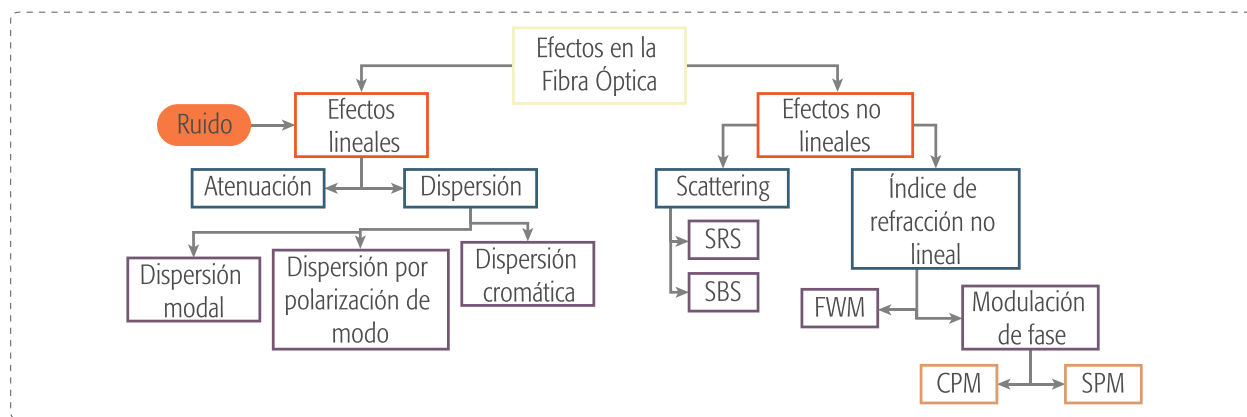 Efectos en la
Fibra Óptica
Ruido
Efectos
lineales
Efectos no
lineales
Atenuación
Dispersión
Scattering
Índice de
refracción no
lineal
Dispersión
modal
Dispersión por
polarización de
modo
Dispersión
cromática
SRS
SBS
FWM
Modulación
de fase
CPM
SPM